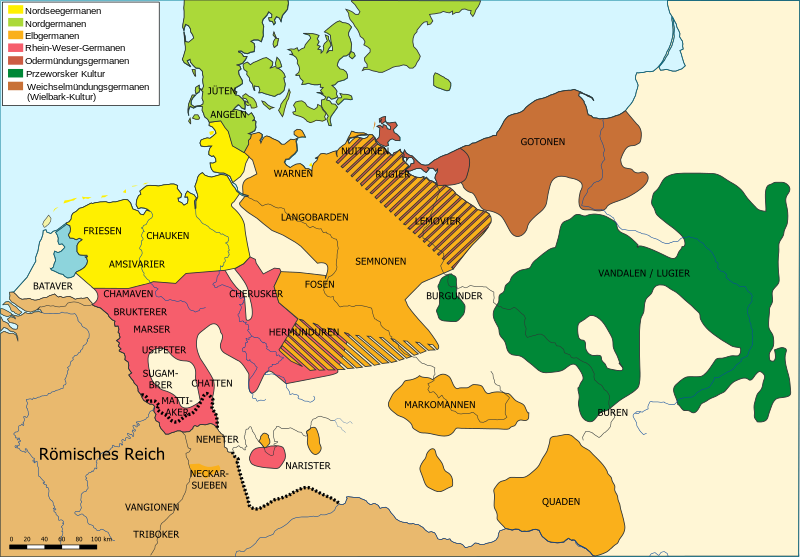 Nordseegermanen
Nordgermanen
Elbgermanen
Rhein-Weser-Germanen
Odermündungsgermanen
Przeworsker Kultur
Weichselmündungsgermanen
(Wielbark-Kultur)
JÜTEN
ANGELN
GOTONEN
NUITONEN
WARNEN
RUGIER
LANGOBARDEN
LEMOVIER
FRIESEN
CHAUKEN
AMSIVARIER
SEMNONEN
VANDALEN / LUGIER
BATAVER
CHAMAVEN
CHERUSKER
FOSEN
BURGUNDER
BRUKTERER
MARSER
HERMUNDUREN
USIPETER
SUGAM-
BRER
CHATTEN
MATTI-
AKER
MARKOMANNEN
BUREN
NEMETER
Römisches Reich
NARISTER
NECKAR-
SUEBEN
VANGIONEN
QUADEN
TRIBOKER
0 20 40 60 80 100 km